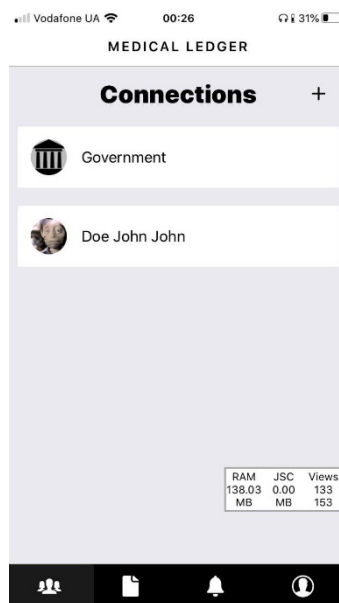 Vodafone UA 00:26 31%
MEDICAL LEDGER
Connections +
Government
Doe John John
RAM JSC Views
138.03 0.00 133
MB MB 153